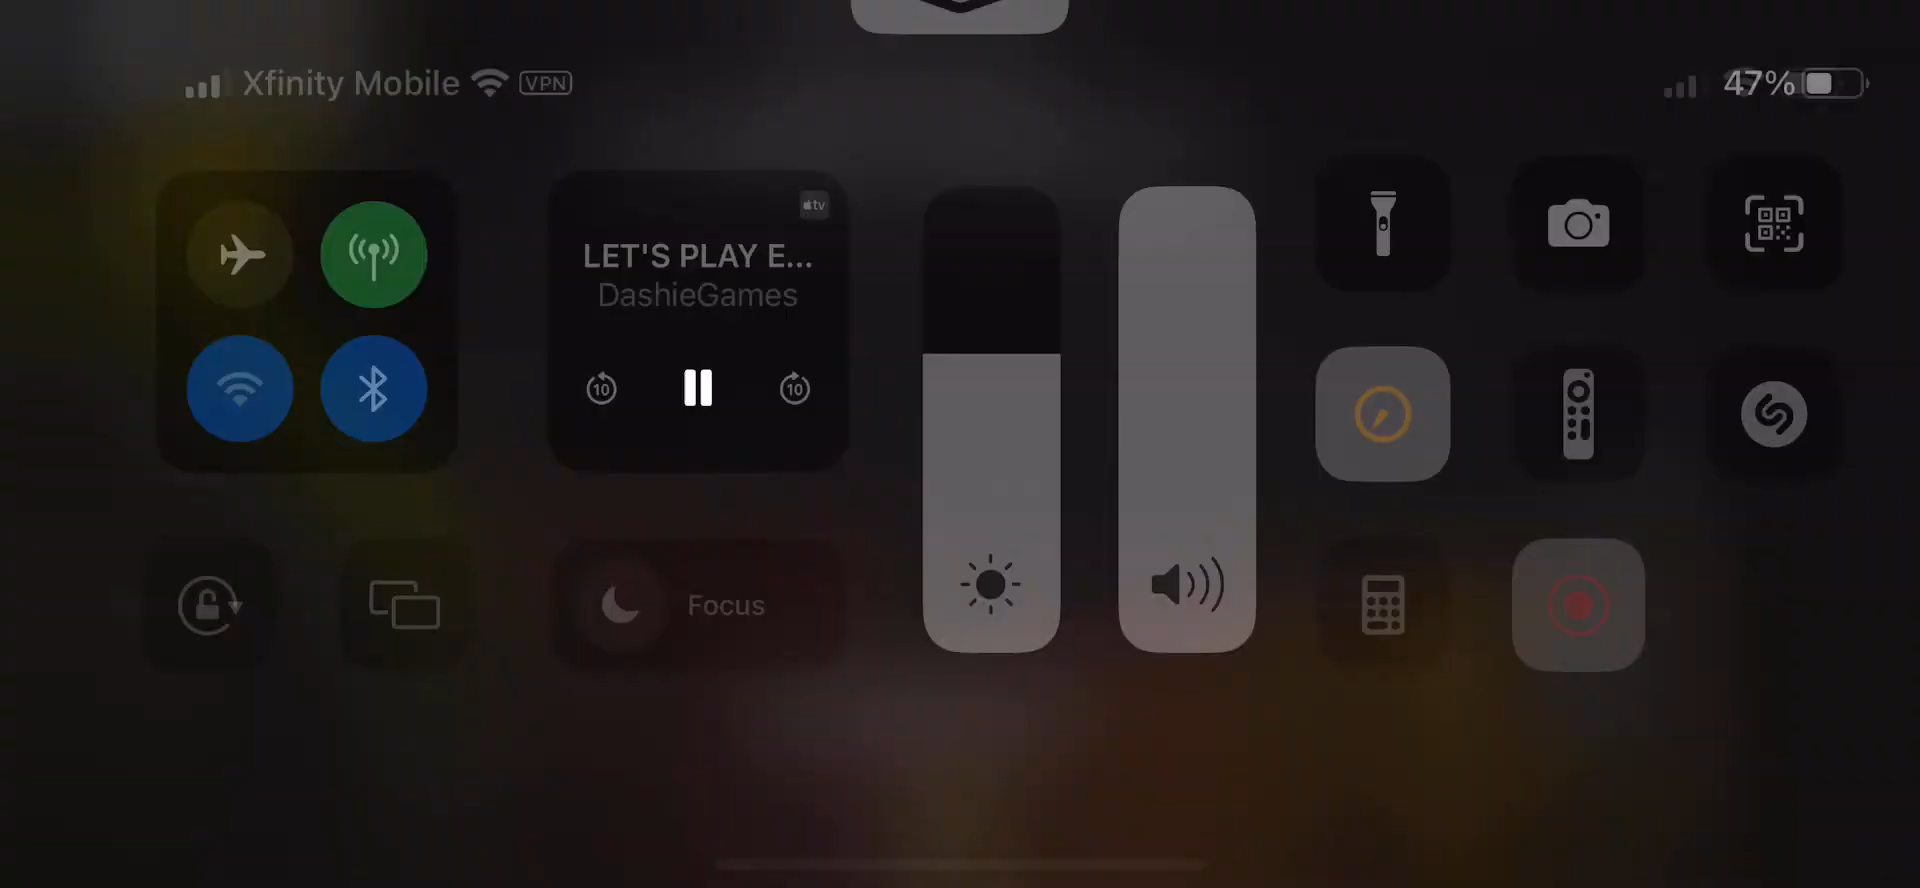 Xfinity Mobile VPN
47%
tv
LET'S PLAY E...
DashieGames
10
10
Focus